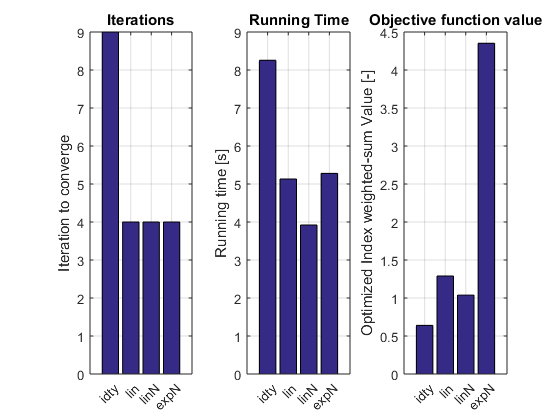 Iterations
Iteration to converge
9
8
7
6
5
4
3
2
1
0
idty
lin
linN
expN
Running Time
Running time [s]
9
8
7
6
5
4
3
2
1
0
idty
lin
linN
expN
Objective function value
Optimized Index weighted-sum Value [-]
4.5
4
3.5
3
2.5
2
1.5
1
0.5
0
idty
lin
linN
expN